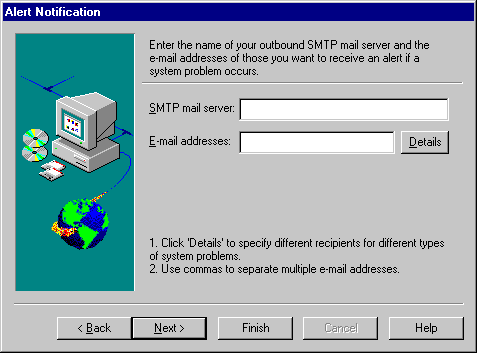 Alert Notification
Enter the name of your outbound SMTP mail server and the
e-mail addresses of those you want to receive an alert if a
system problem occurs.
SMTP mail server:
E-mail addresses:
Details
1. Click 'Details' to specify different recipients for different types
of system problems.
2. Use commas to separate multiple e-mail addresses.
< Back Next > Finish Cancel Help